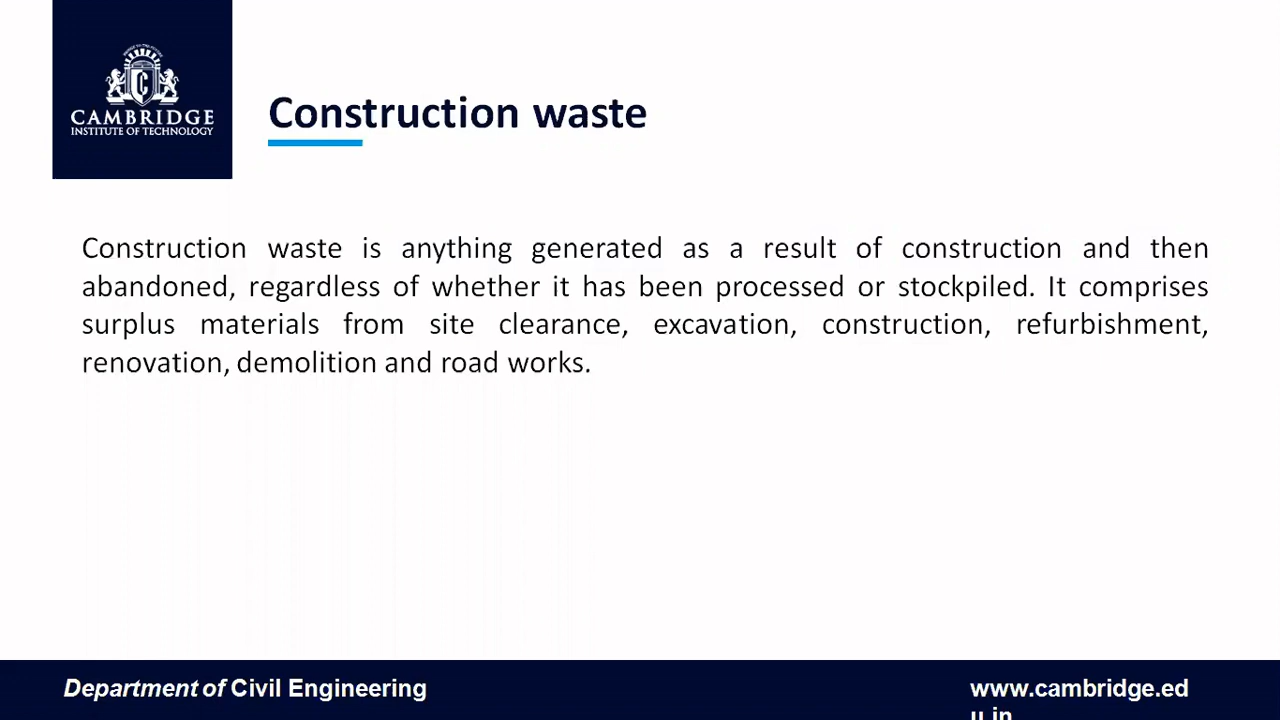 CAMBRIDGE
INSTITUTE OF TECHNOLOGY
Construction waste
Construction waste is anything generated as a result of construction and then
abandoned, regardless of whether it has been processed or stockpiled. It comprises
surplus materials from site clearance, excavation, construction, refurbishment,
renovation, demolition and road works.
Department of Civil Engineering
www.cambridge.ed
u.in